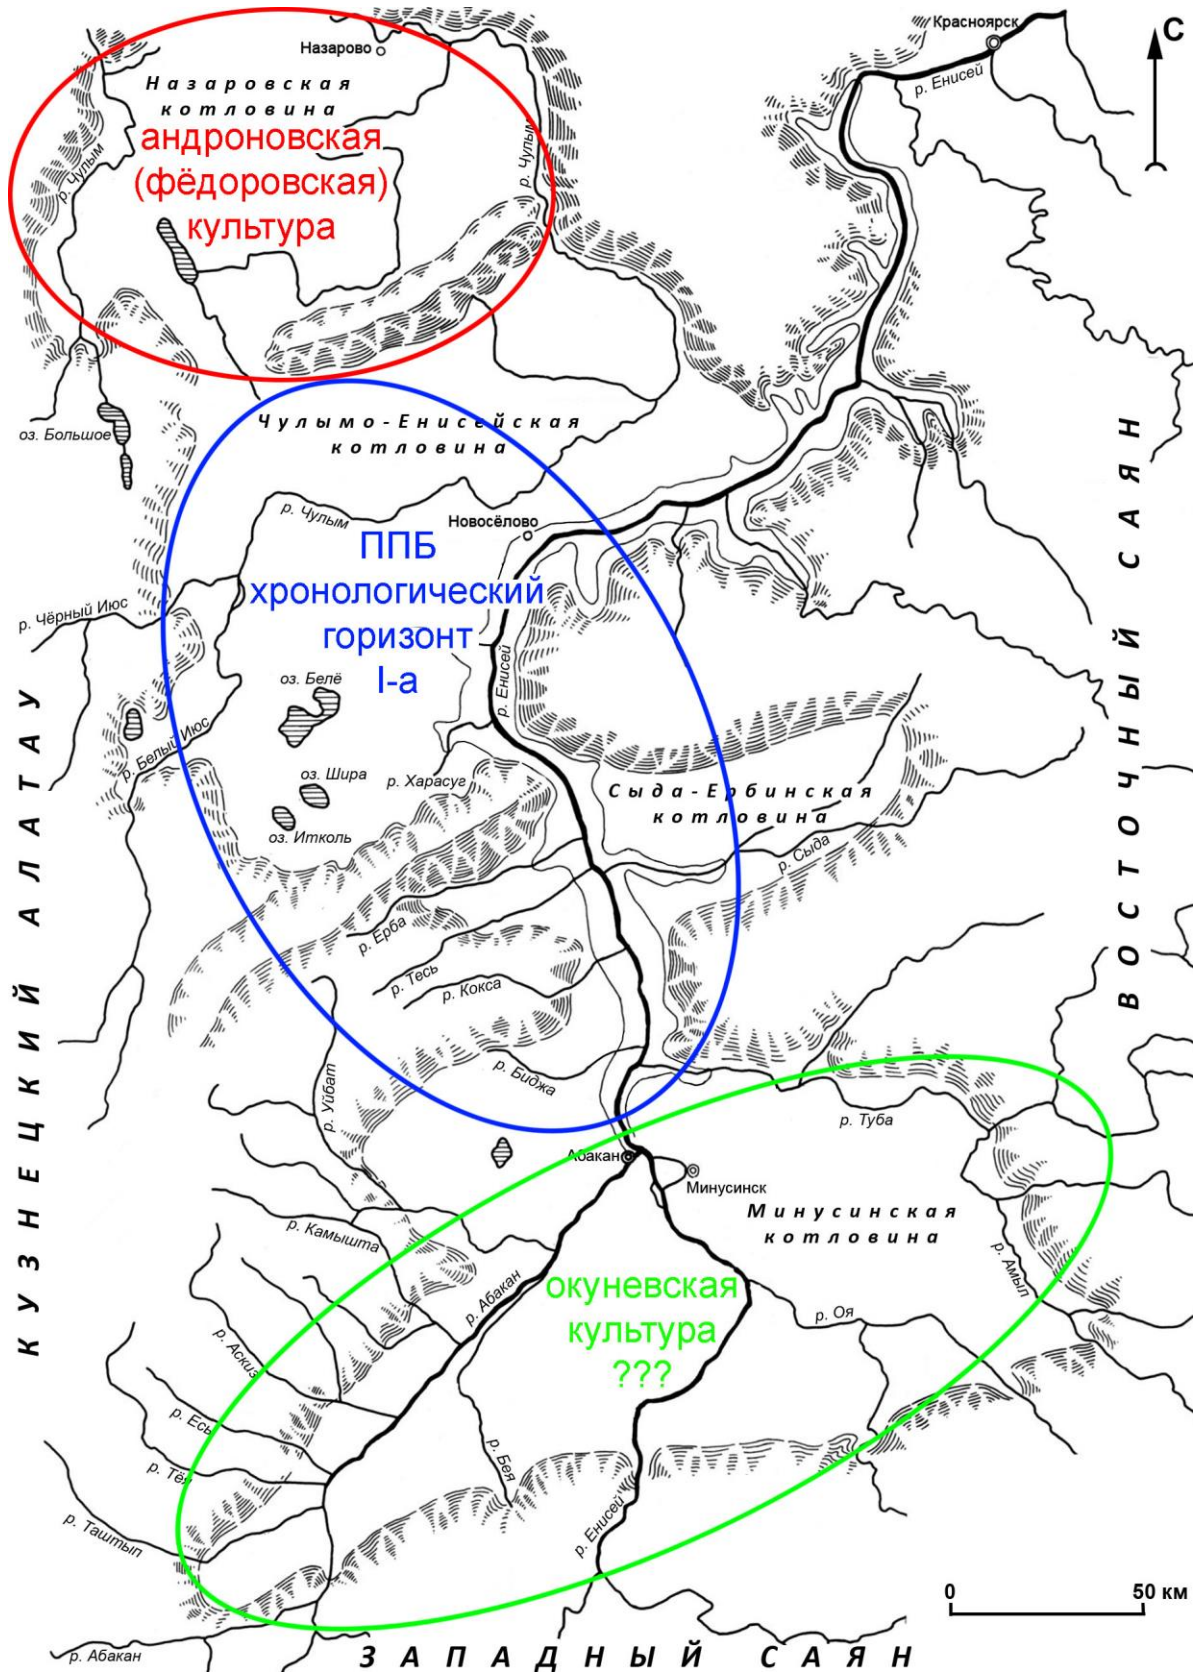 Красноярск
С
р. Енисей
Назарово
Назаровская
котловина
р. Чулым
р. Чулым
андроновская
(фёдоровская)
культура
оз. Большое
Чулымо-Енисейская
котловина
р. Чулым
Новосёлово
ППБ
хронологический
горизонт
I-а
р. Чёрный Июс
оз. Белё
р. Енисей
р. Белый Июс
оз. Шира
р. Харасуг
оз. Итколь
Сыда-Ербинская
котловина
р. Сыда
р. Ерба
р. Тесь
р. Кокса
р. Биджа
р. Уйбат
р. Туба
Абакан
Минусинск
Минусинская
котловина
р. Камышта
р. Абакан
р. Амыл
р. Оя
окуневская
культура
???
р. Аскиз
р. Есь
р. Тёя
р. Бея
р. Таштып
р. Енисей
р. Абакан
0 50 км
КУЗНЕЦКИЙ АЛАТАУ
ВОСТОЧНЫЙ САЯН
ЗАПАДНЫЙ САЯН